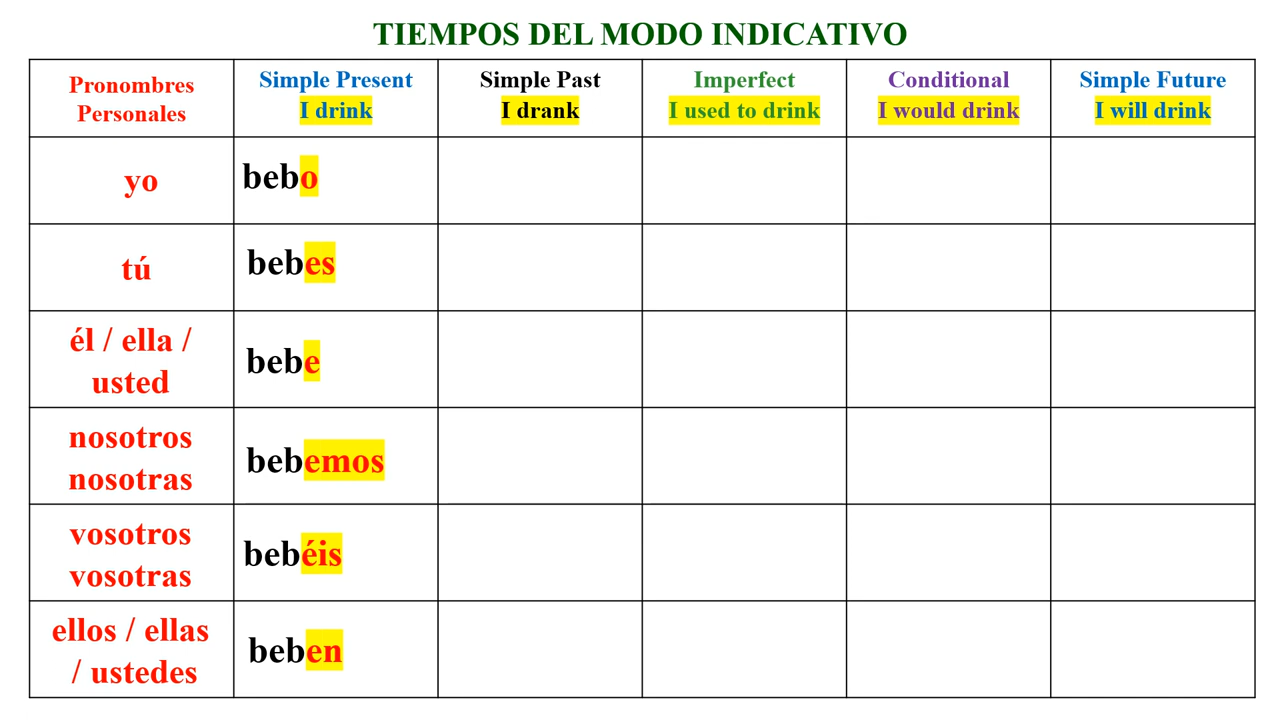 TIEMPOS DEL MODO INDICATIVO
Pronombres
Personales
Simple Present
I drink
Simple Past
I drank
Imperfect
I used to drink
Conditional
I would drink
Simple Future
I will drink
yo
bebo
tú
bebes
él / ella /
usted
bebe
nosotros
nosotras
bebemos
vosotros
vosotras
bebéis
ellos / ellas
/ ustedes
beben